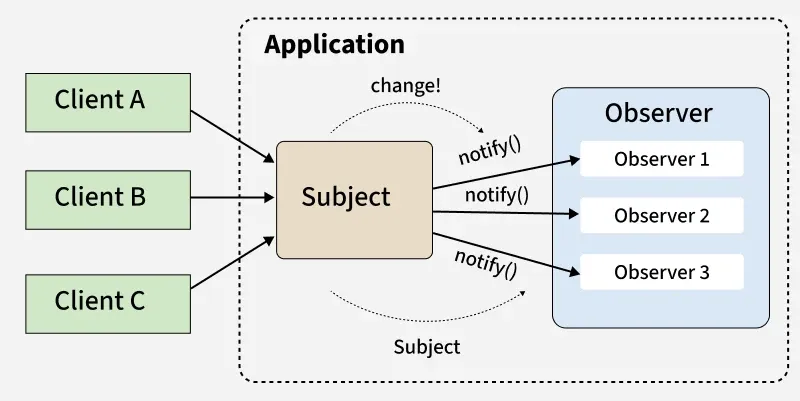 Application
change!
Client A
Client B
Client C
Subject
notify()
notify()
notify()
Observer
Observer 1
Observer 2
Observer 3
Subject